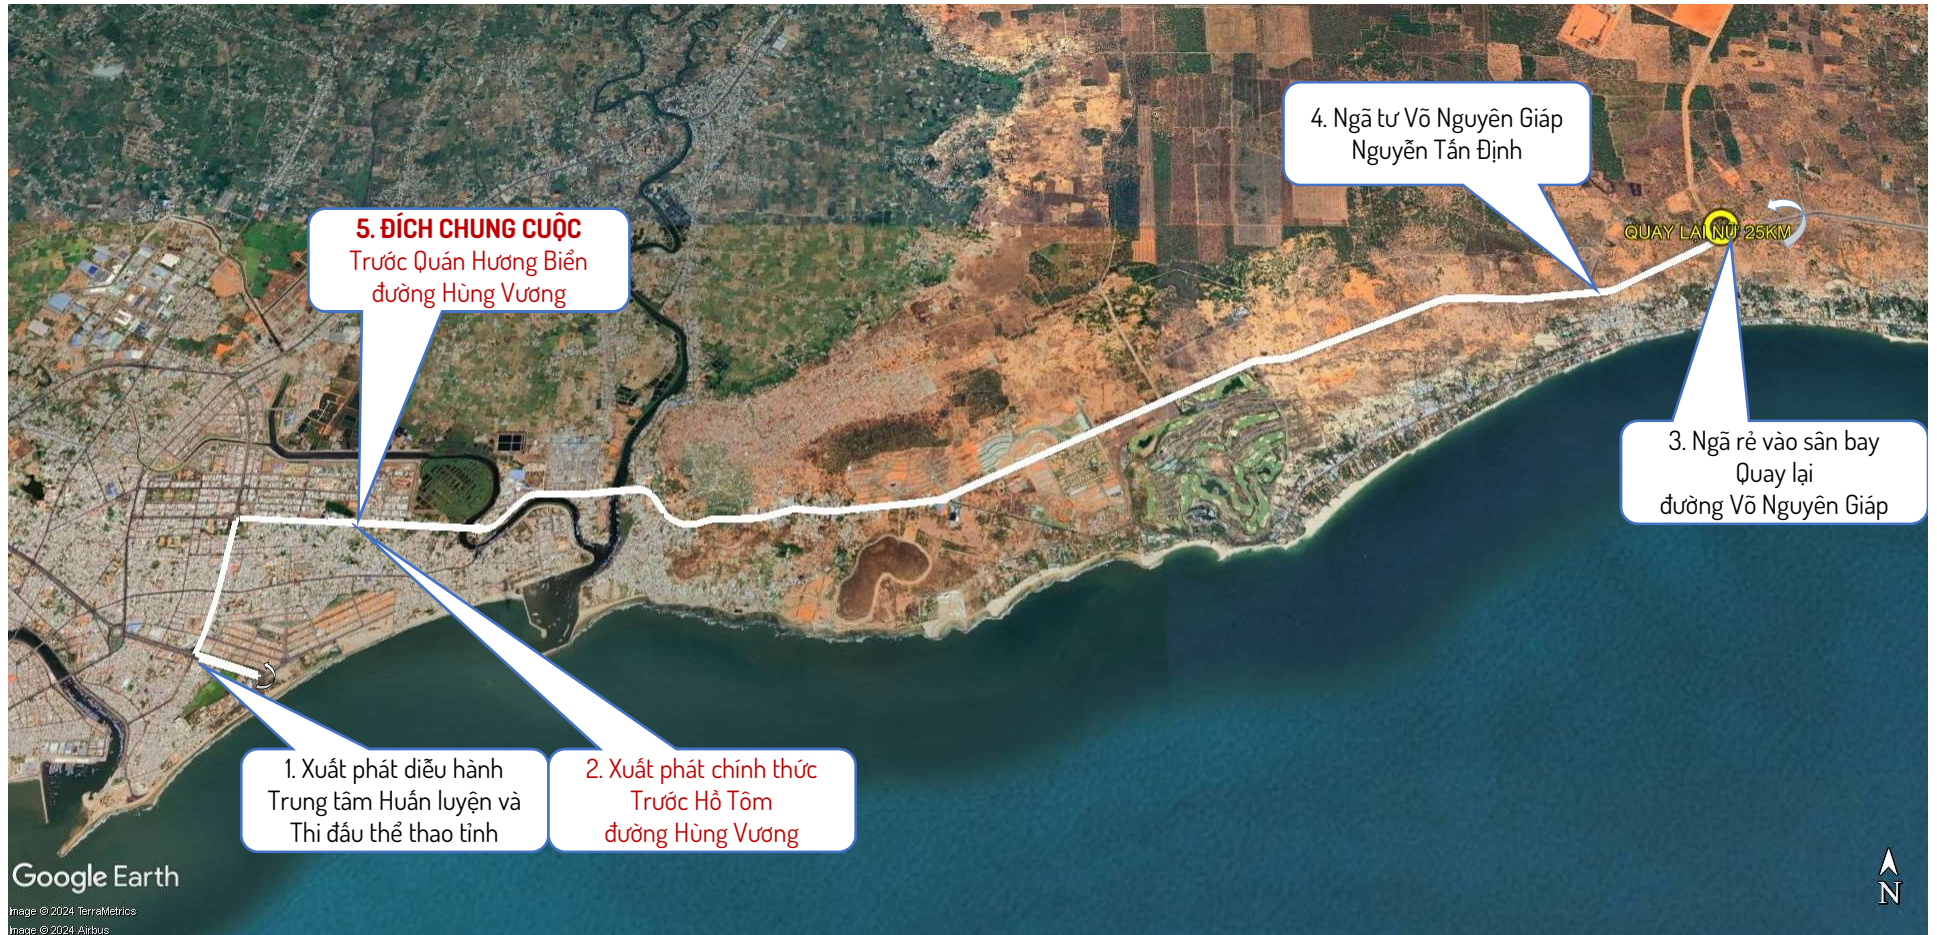 4. Ngã tư Võ Nguyên Giáp
Nguyễn Tấn Định
5. ĐÍCH CHUNG CUỘC
Trước Quán Hương Biển
đường Hùng Vương
QUAY LẠI NỮ 25KM
3. Ngã rẻ vào sân bay
Quay lại
đường Võ Nguyên Giáp
1. Xuất phát diễu hành
Trung tâm Huấn luyện và
Thi đấu thể thao tỉnh
2. Xuất phát chính thức
Trước Hồ Tôm
đường Hùng Vương
Google Earth
Image © 2024 TerraMetrics
Image © 2024 Airbus
N